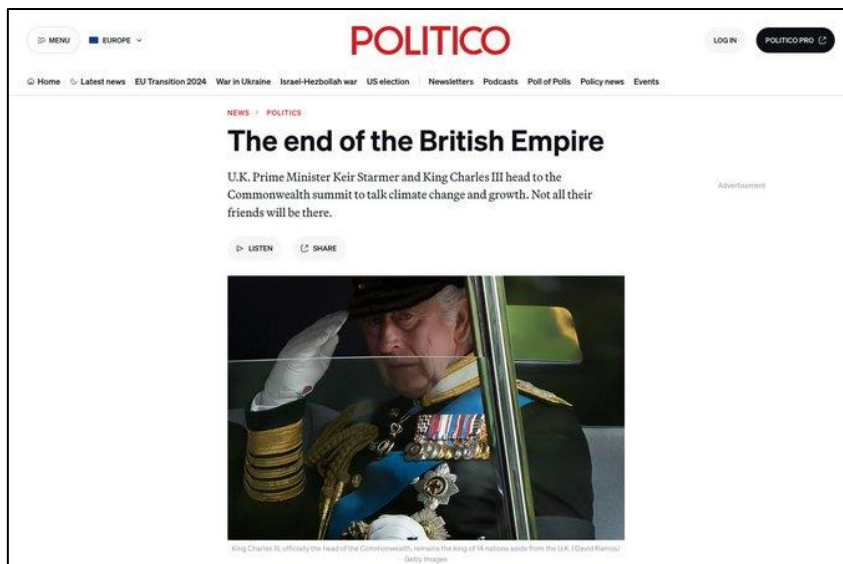 MENU
EUROPE
POLITICO
LOG IN
POLITICO PRO
Home Latest news EU Transition 2024 War in Ukraine Israel-Hezbollah war US election Newsletters Podcasts Poll of Polls Policy news Events
NEWS > POLITICS
The end of the British Empire
U.K. Prime Minister Keir Starmer and King Charles III head to the
Commonwealth summit to talk climate change and growth. Not all their
friends will be there.
Advertisement
LISTEN
SHARE
King Charles III, officially the head of the Commonwealth, remains the king of 14 nations aside from the U.K. | David Ramos/
Getty Images